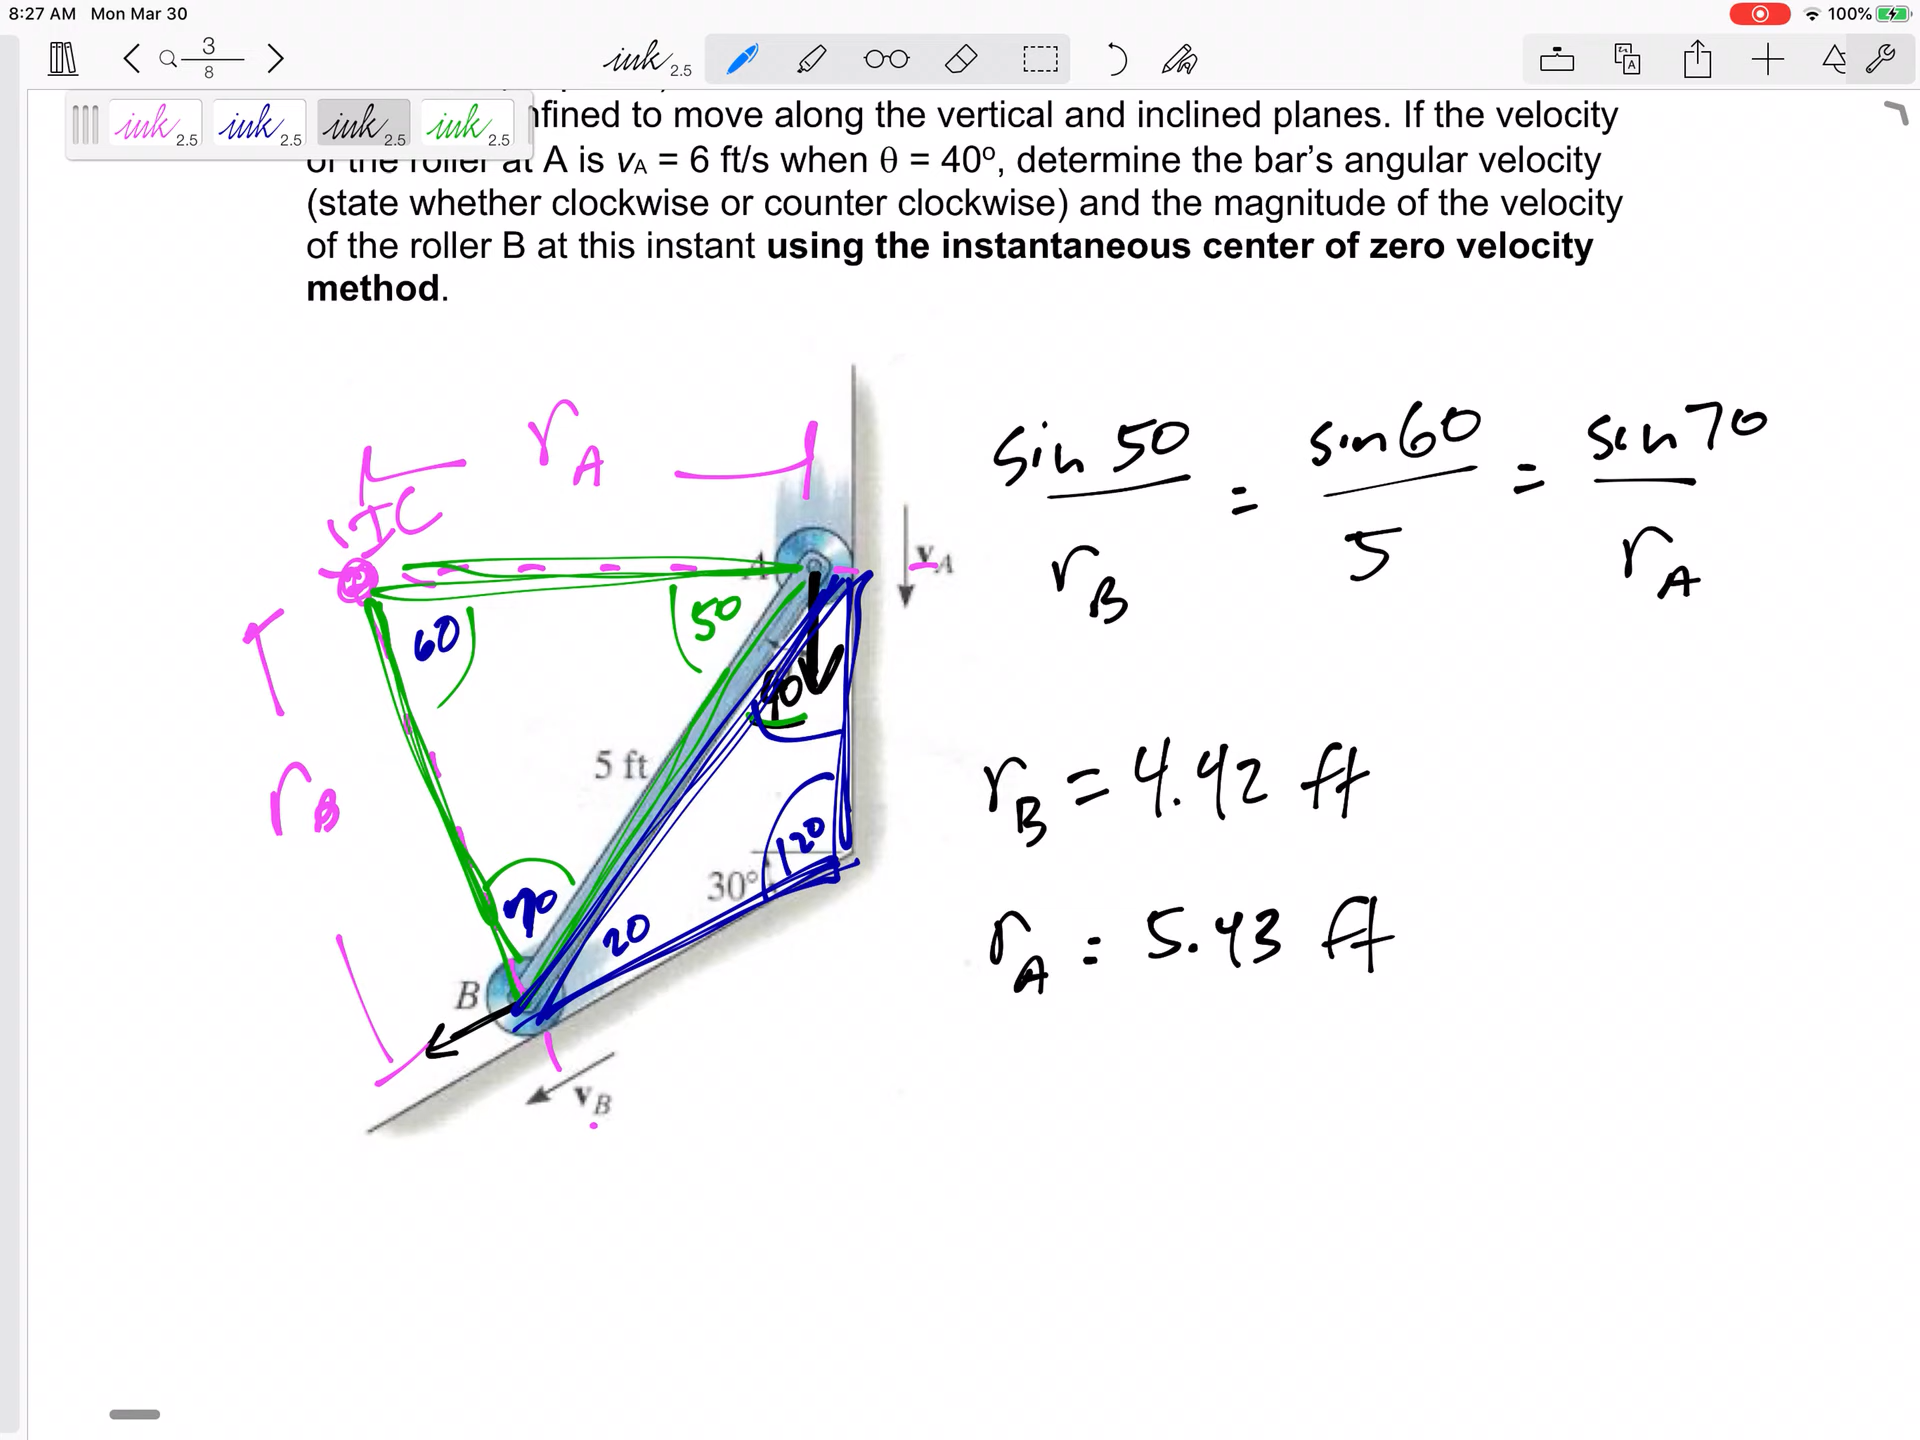 8:27 AM Mon Mar 30
100%
3
8
ink 2.5
ink 2.5 ink 2.5 ink 2.5 ink 2.5
nfined to move along the vertical and inclined planes. If the velocity
of the roller at A is vA = 6 ft/s when θ = 40º, determine the bar’s angular velocity
(state whether clockwise or counter clockwise) and the magnitude of the velocity
of the roller B at this instant using the instantaneous center of zero velocity
method.
rA
IC
A
vA
60
50
40
rB
5 ft
120
30°
70
20
B
vB
sin 50 / rB = sin 60 / 5 = sin 70 / rA
rB = 4.42 ft
rA = 5.43 ft